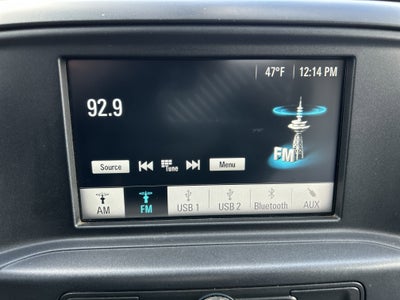 47°F 12:14 PM
92.9
FM
Source Tune Menu
AM FM USB 1 USB 2 Bluetooth AUX